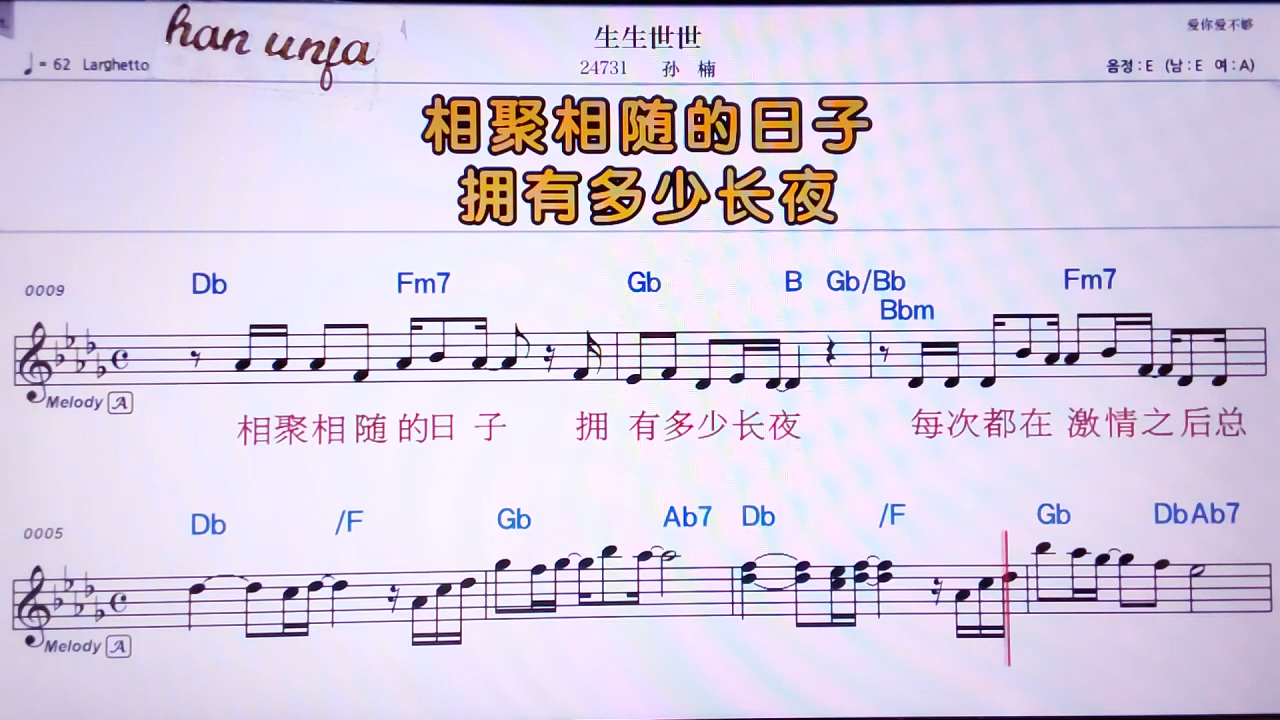 han unfa
生生世世
爱你爱不够
♩= 62 Larghetto
24731 孙 楠
음정 : E (남 : E 여 : A)
相聚相随的日子
拥有多少长夜
0009 Db Fm7 Gb B Gb/Bb Fm7
Bbm
Melody A
相聚相随的日子 拥有多少长夜 每次都在激情之后总
0005 Db /F Gb Ab7 Db /F Gb Db Ab7
Melody A